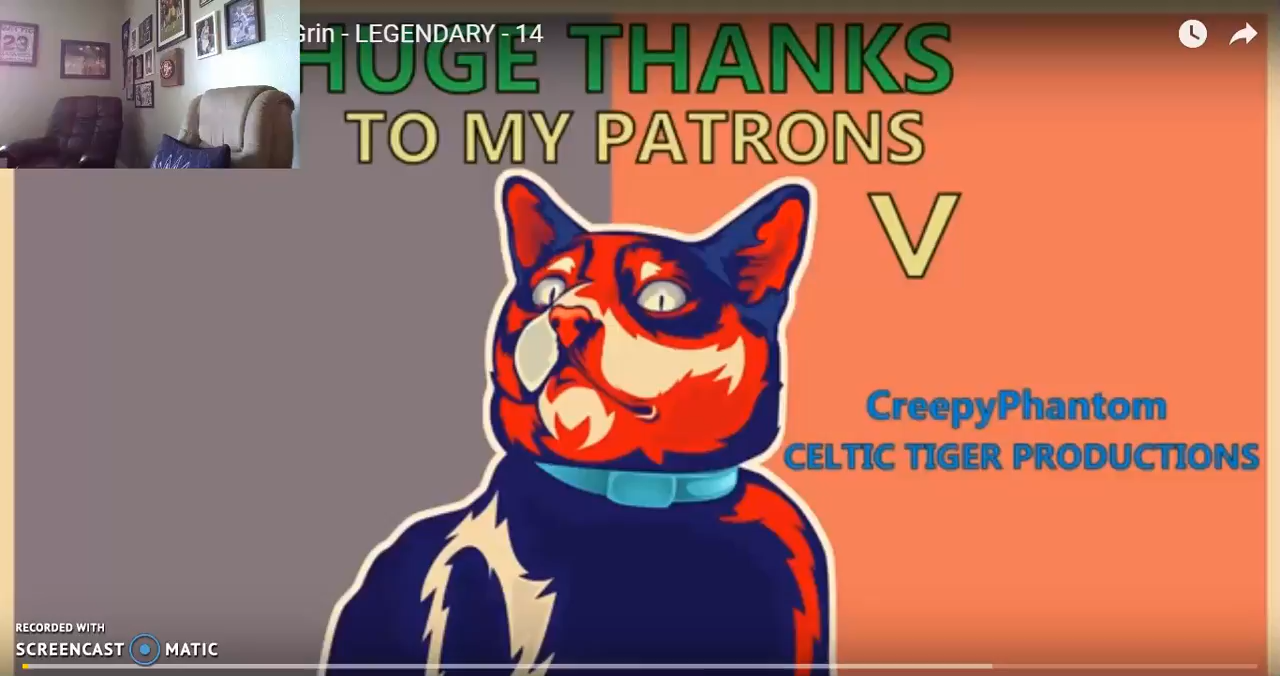 Grin - LEGENDARY - 14
HUGE THANKS
TO MY PATRONS
V
CreepyPhantom
CELTIC TIGER PRODUCTIONS
RECORDED WITH
SCREENCAST MATIC